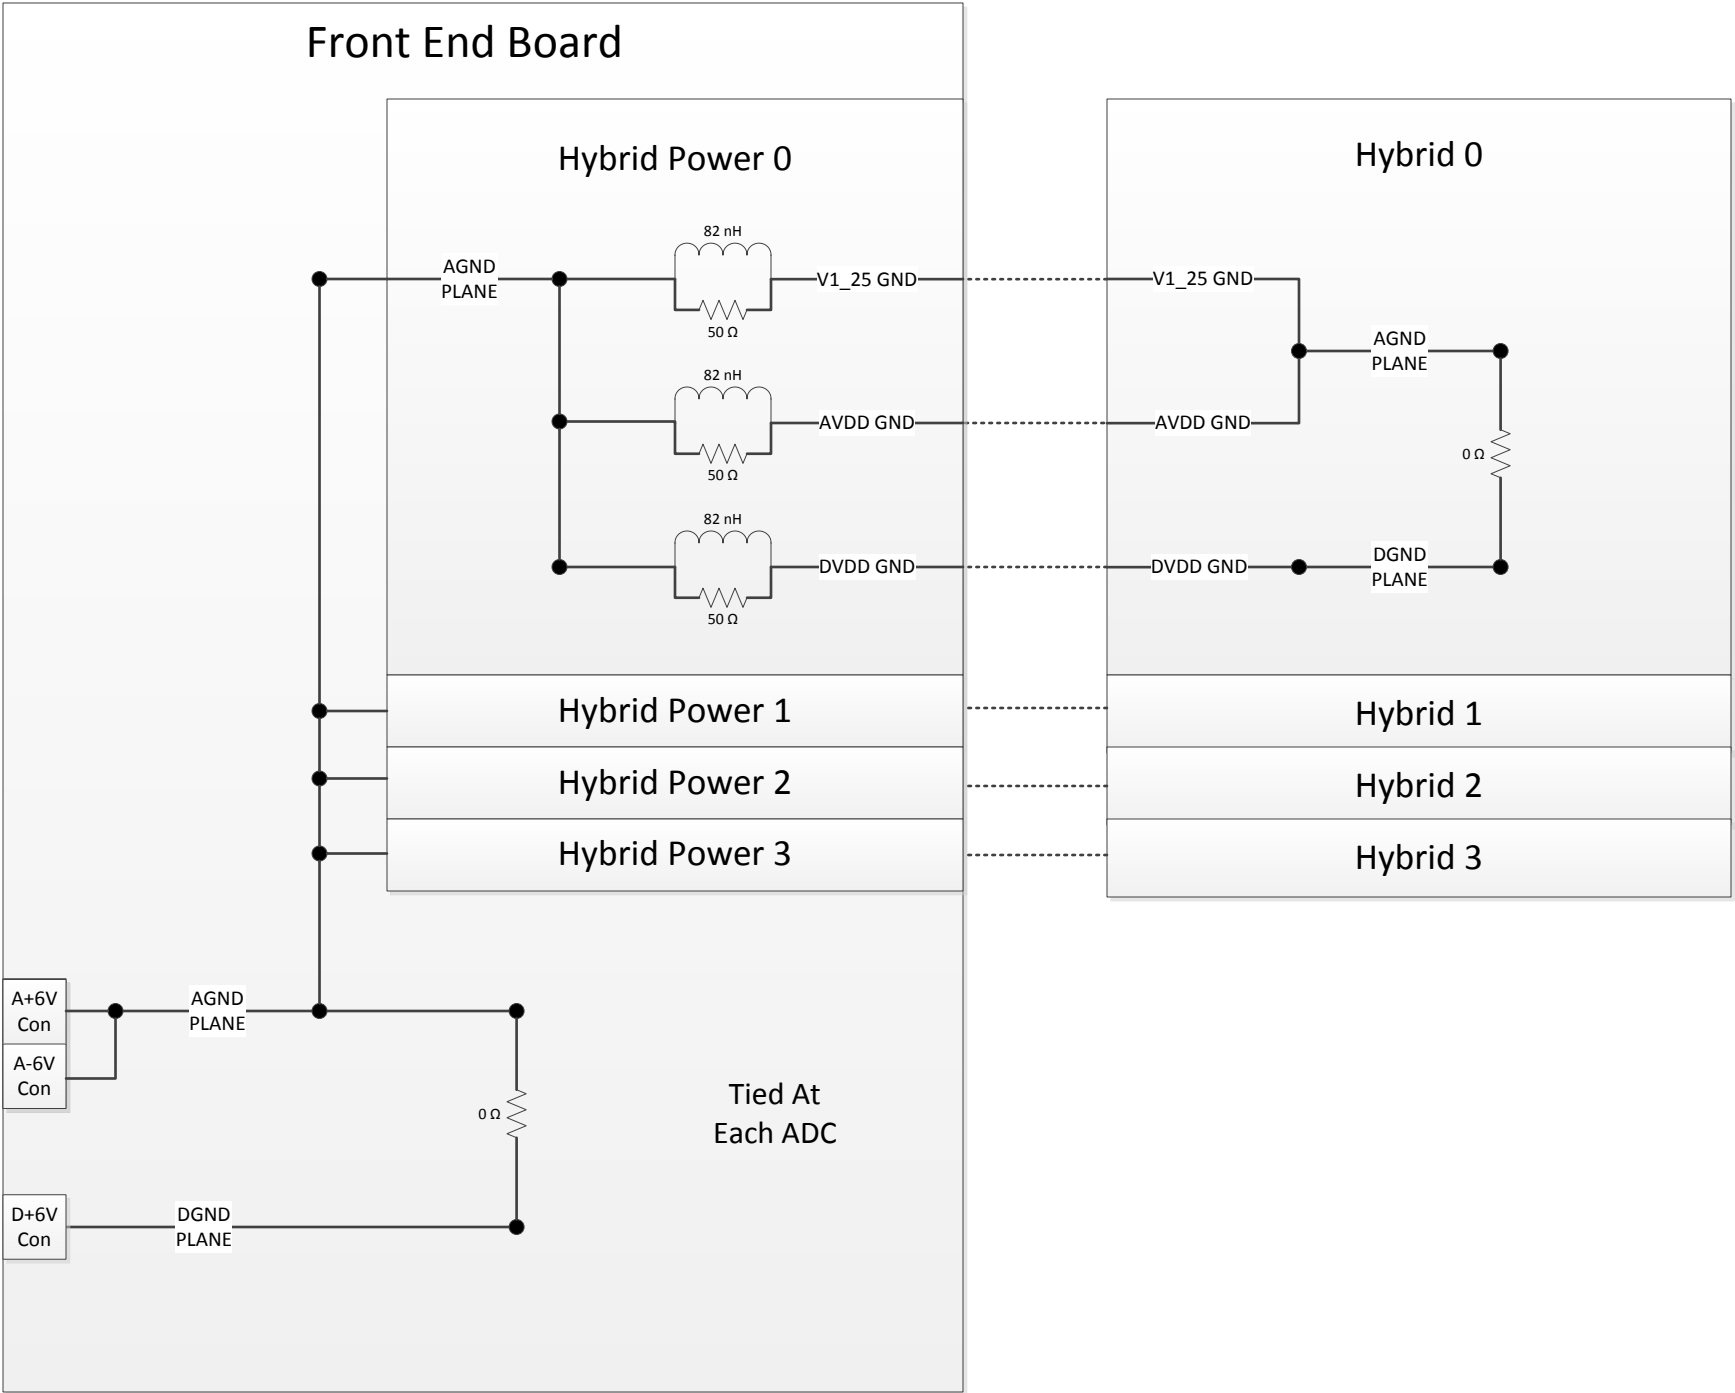 Front End Board
Hybrid Power 0
Hybrid 0
82 nH
AGND
PLANE
V1_25 GND
V1_25 GND
50 Ω
AGND
PLANE
82 nH
AVDD GND
AVDD GND
50 Ω
0 Ω
82 nH
DVDD GND
DVDD GND
DGND
PLANE
50 Ω
Hybrid Power 1
Hybrid 1
Hybrid Power 2
Hybrid 2
Hybrid Power 3
Hybrid 3
A+6V
Con
AGND
PLANE
A-6V
Con
0 Ω
Tied At
Each ADC
D+6V
Con
DGND
PLANE